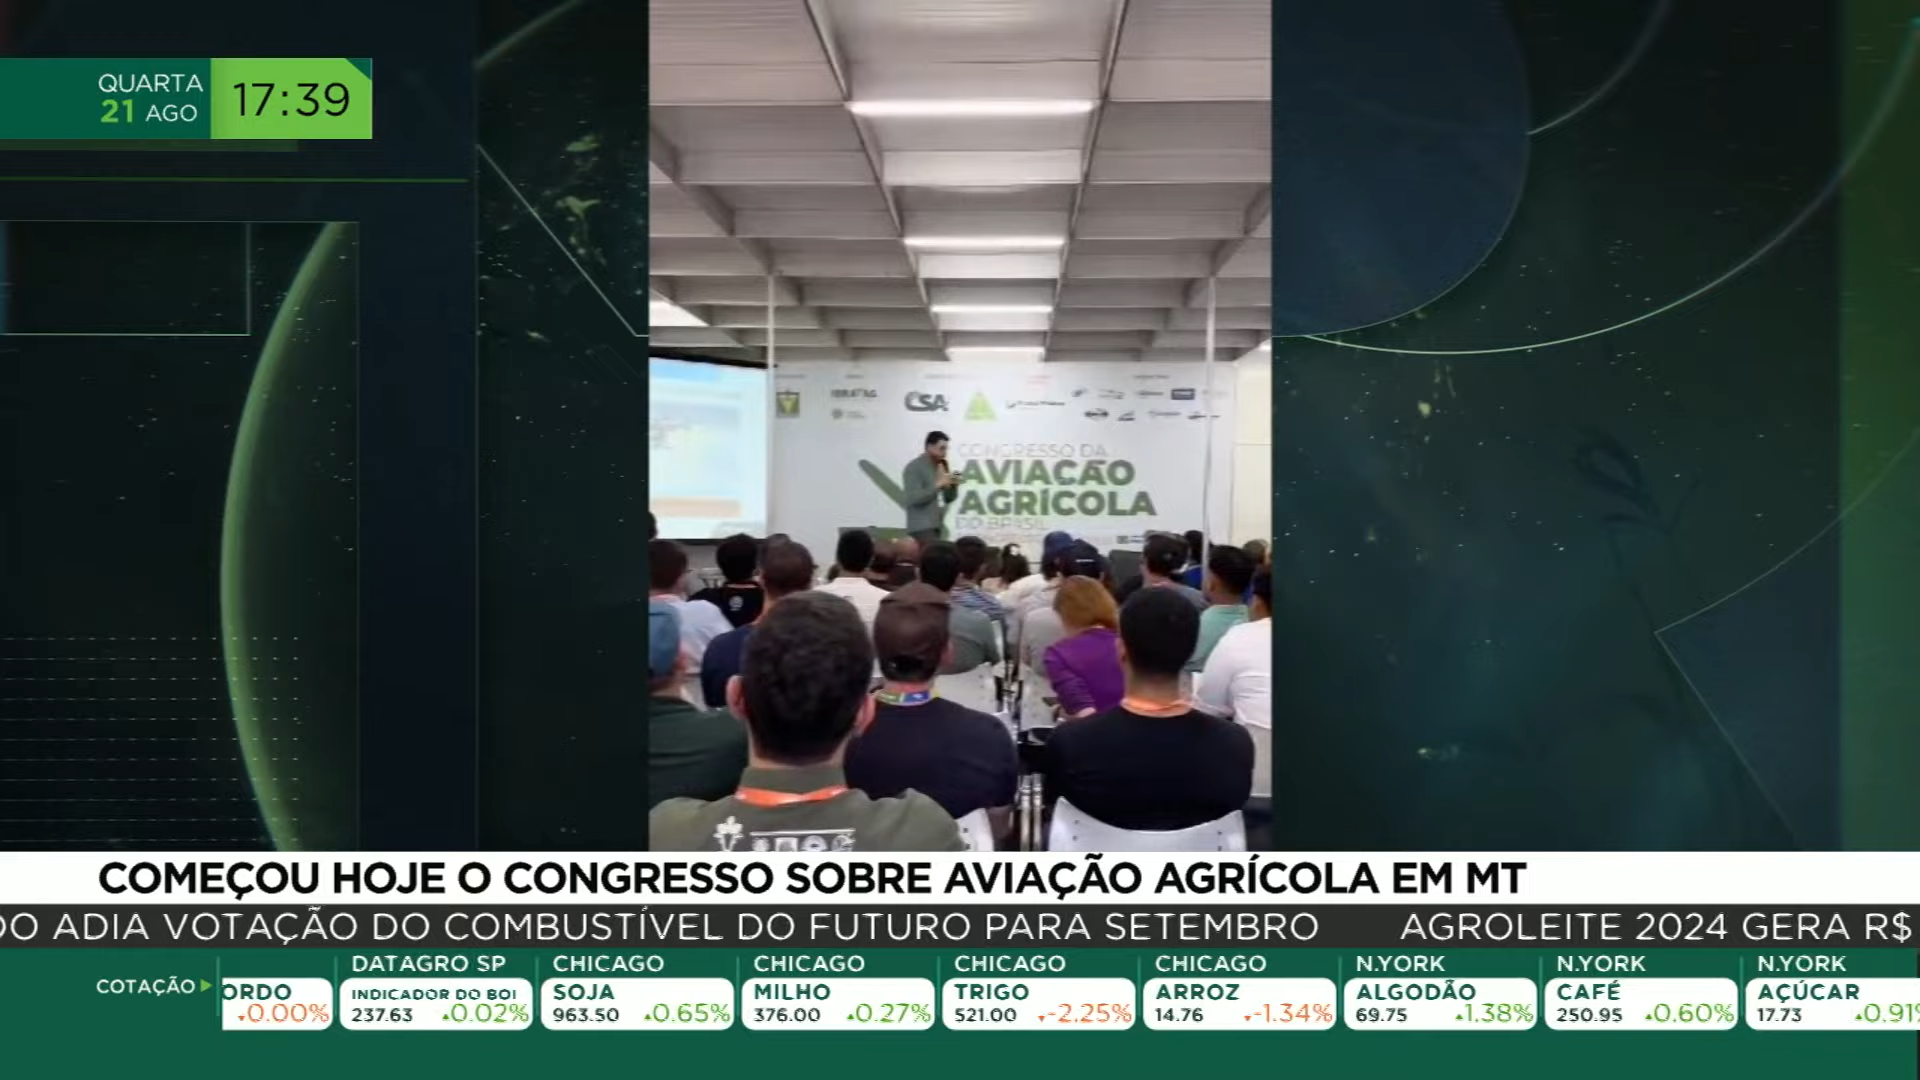 QUARTA
21 AGO
17:39
CSA
CONGRESSO DA
AVIAÇÃO
AGRÍCOLA
DO BRASIL
COMEÇOU HOJE O CONGRESSO SOBRE AVIAÇÃO AGRÍCOLA EM MT
DO ADIA VOTAÇÃO DO COMBUSTÍVEL DO FUTURO PARA SETEMBRO AGROLEITE 2024 GERA R$
COTAÇÃO
ORDO
0.00%
DATAGRO SP
INDICADOR DO BOI
237.63 0.02%
CHICAGO
SOJA
963.50 0.65%
CHICAGO
MILHO
376.00 0.27%
CHICAGO
TRIGO
521.00 -2.25%
CHICAGO
ARROZ
14.76 -1.34%
N.YORK
ALGODÃO
69.75 1.38%
N.YORK
CAFÉ
250.95 0.60%
N.YORK
AÇÚCAR
17.73 0.91%